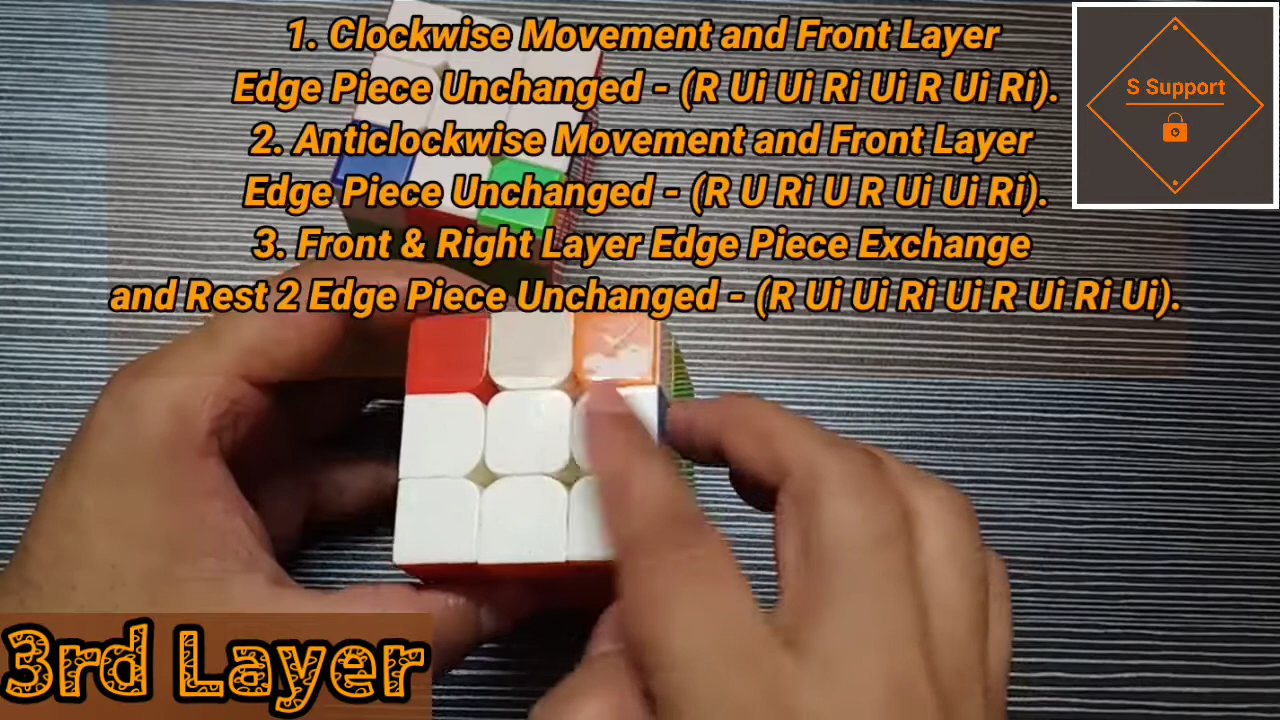 1. Clockwise Movement and Front Layer
Edge Piece Unchanged - (R Ui Ui Ri Ui R Ui Ri).
2. Anticlockwise Movement and Front Layer
Edge Piece Unchanged - (R U Ri U R Ui Ui Ri).
3. Front & Right Layer Edge Piece Exchange
and Rest 2 Edge Piece Unchanged - (R Ui Ui Ri Ui R Ui Ri Ui).
S Support
3rd Layer